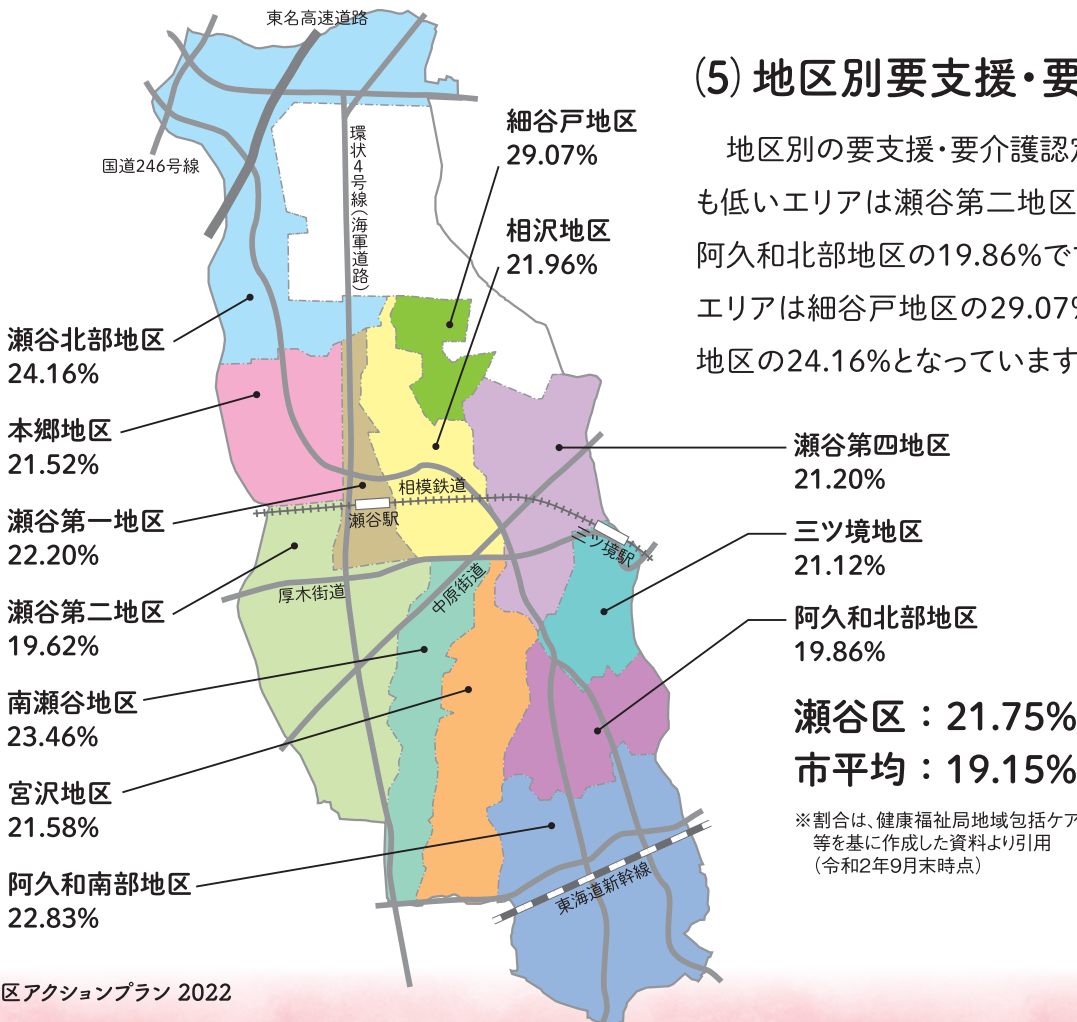 (5) 地区別要支援・要
地区別の要支援・要介護認定
も低いエリアは瀬谷第二地区
阿久和北部地区の19.86%で
エリアは細谷戸地区の29.07%
地区の24.16%となっています
東名高速道路
国道246号線
環状4号線(海軍道路)
細谷戸地区
29.07%
相沢地区
21.96%
瀬谷北部地区
24.16%
本郷地区
21.52%
瀬谷第一地区
22.20%
瀬谷第二地区
19.62%
南瀬谷地区
23.46%
宮沢地区
21.58%
阿久和南部地区
22.83%
相模鉄道
瀬谷駅
三ツ境駅
厚木街道
中原街道
東海道新幹線
瀬谷第四地区
21.20%
三ツ境地区
21.12%
阿久和北部地区
19.86%
瀬谷区：21.75%
市平均：19.15%
※割合は、健康福祉局地域包括ケア
等を基に作成した資料より引用
(令和2年9月末時点)
区アクションプラン 2022